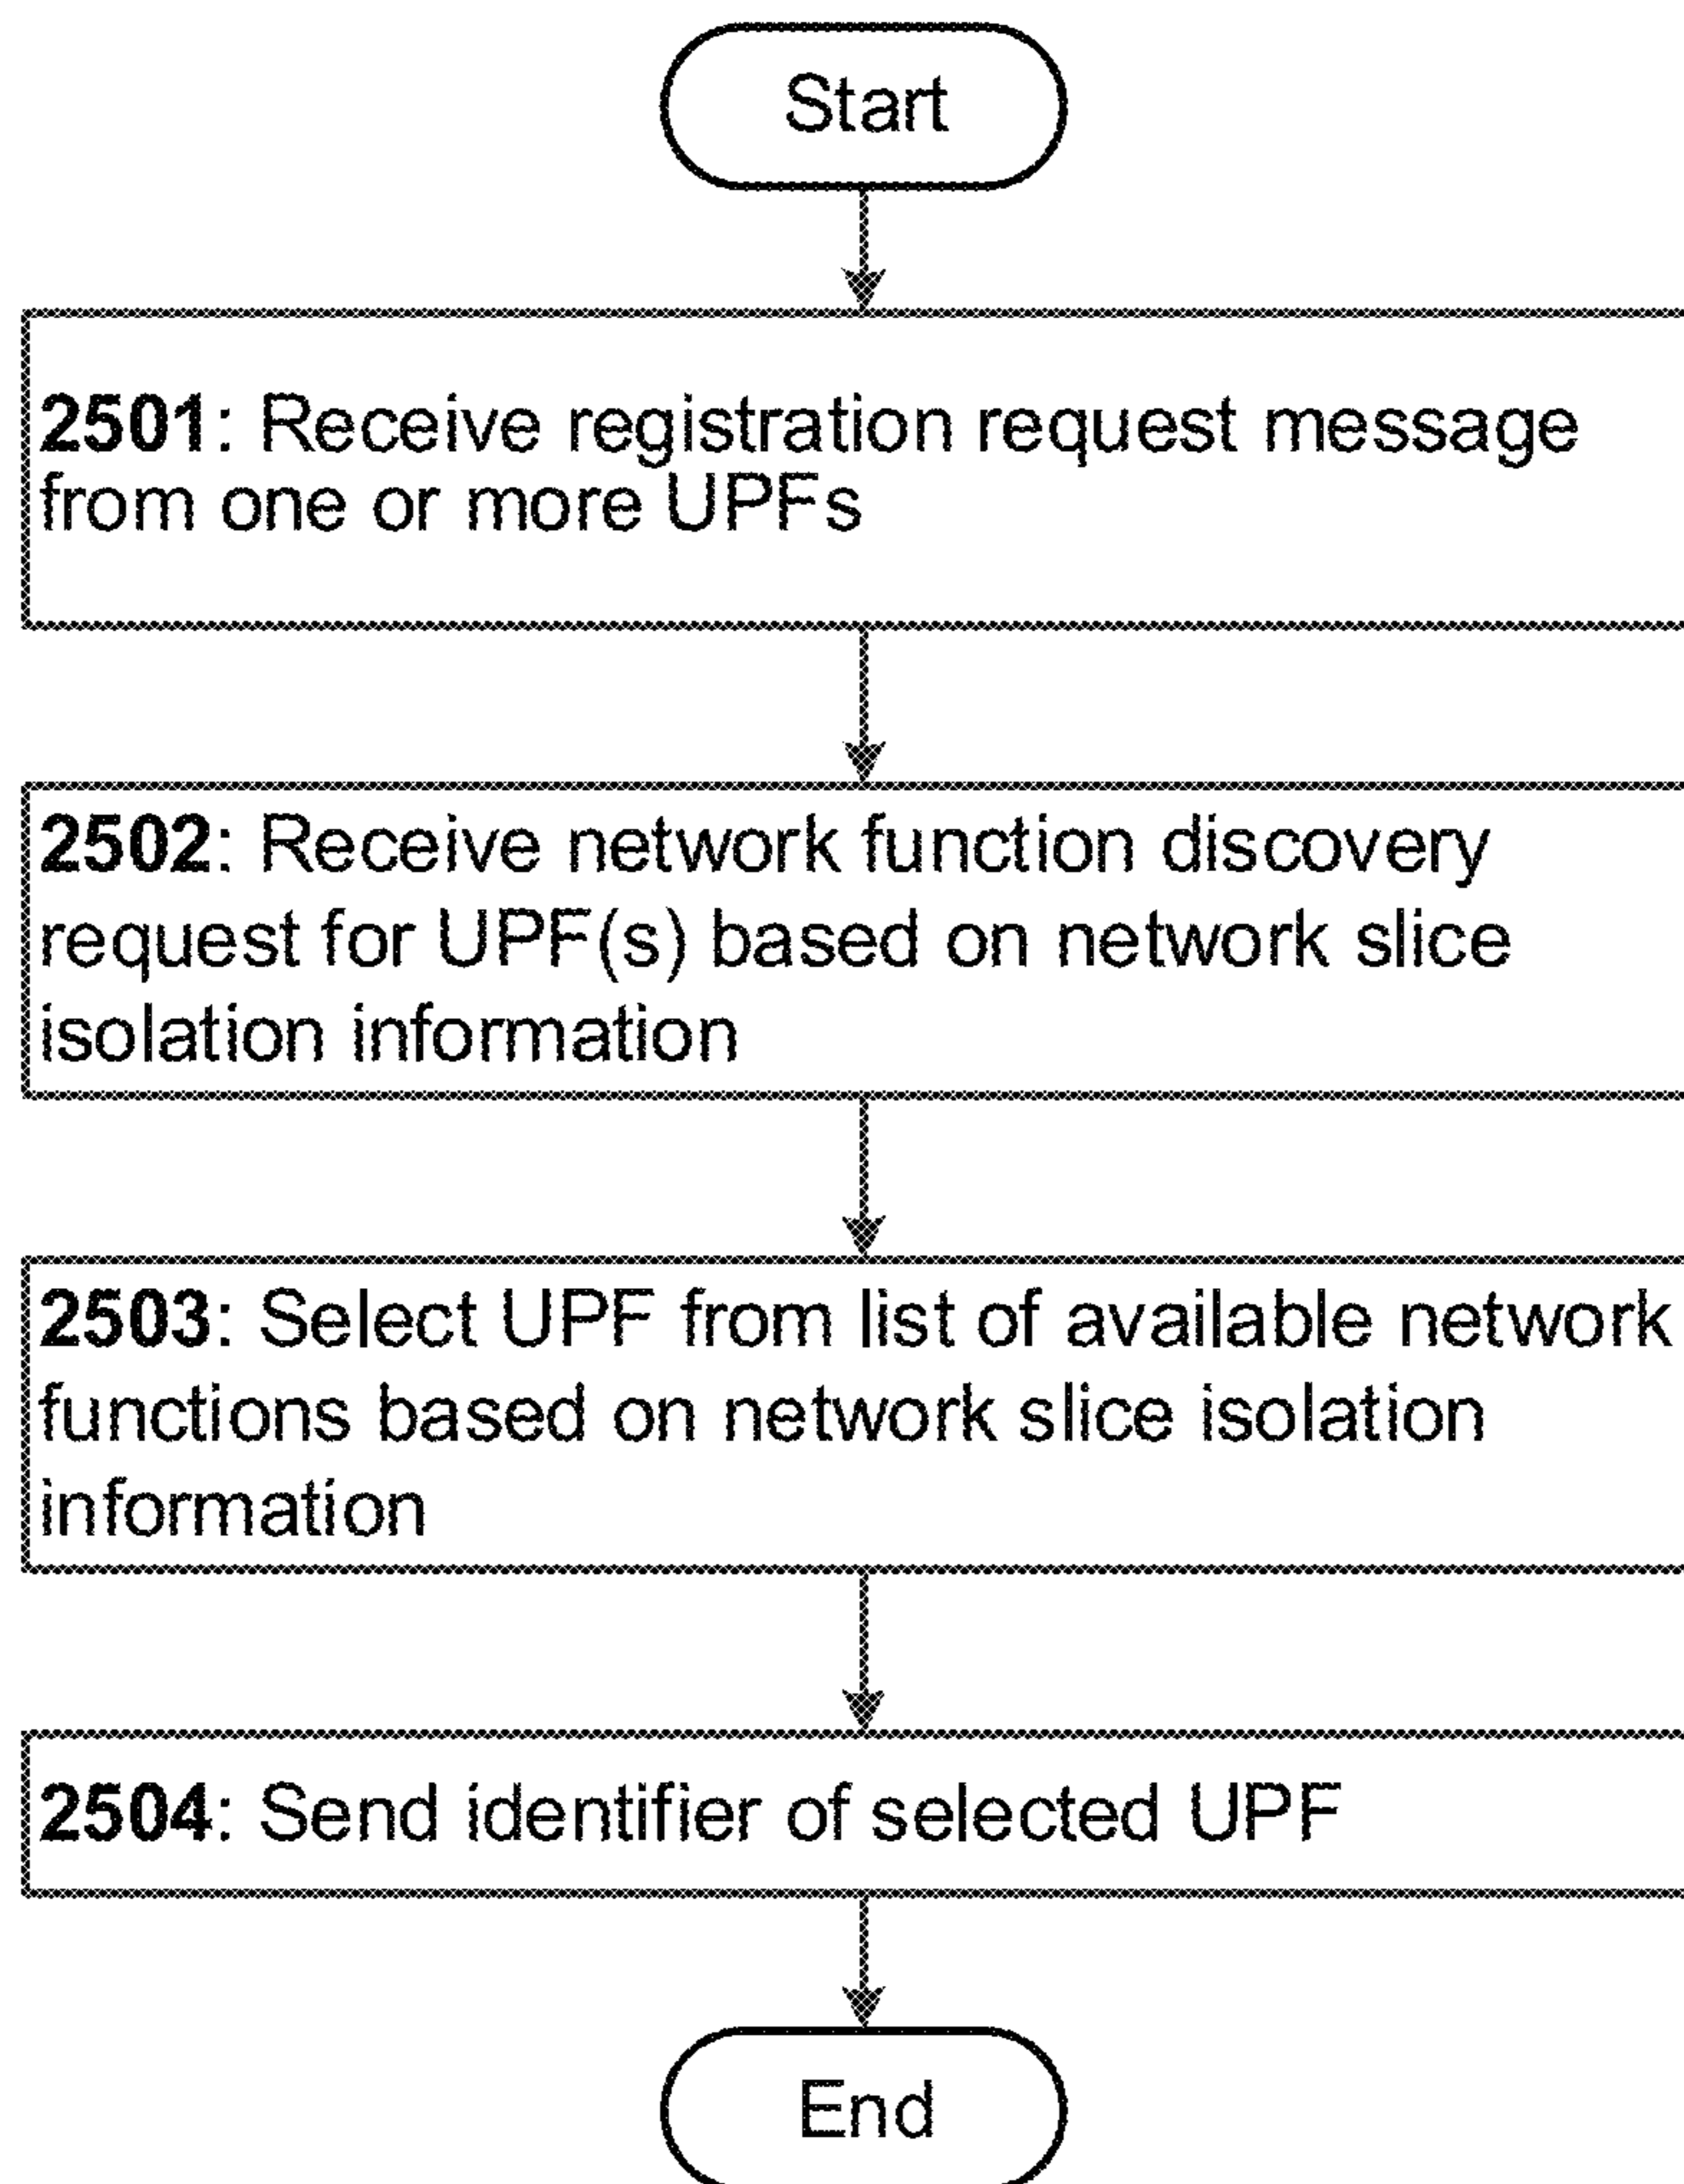 Start
2501: Receive registration request message
from one or more UPFs
2502: Receive network function discovery
request for UPF(s) based on network slice
isolation information
2503: Select UPF from list of available network
functions based on network slice isolation
information
2504: Send identifier of selected UPF
End